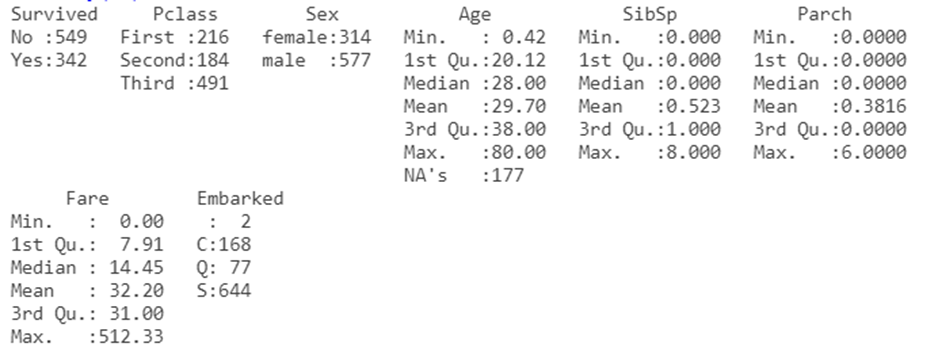 Survived Pclass Sex Age SibSp Parch
No :549 First :216 female:314 Min. : 0.42 Min. :0.000 Min. :0.0000
Yes:342 Second:184 male :577 1st Qu.:20.12 1st Qu.:0.000 1st Qu.:0.0000
Third :491 Median :28.00 Median :0.000 Median :0.0000
Mean :29.70 Mean :0.523 Mean :0.3816
3rd Qu.:38.00 3rd Qu.:1.000 3rd Qu.:0.0000
Max. :80.00 Max. :8.000 Max. :6.0000
NA's :177
Fare Embarked
Min. : 0.00 : 2
1st Qu.: 7.91 C:168
Median : 14.45 Q: 77
Mean : 32.20 S:644
3rd Qu.: 31.00
Max. :512.33